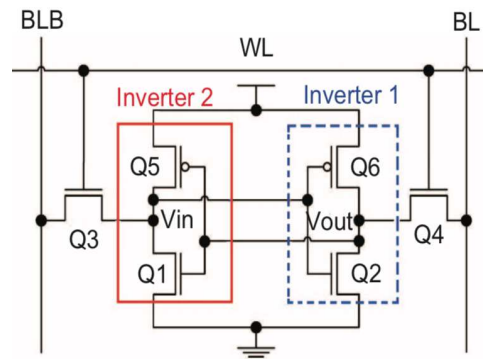 BLB
BL
WL
Inverter 2
Inverter 1
Q5
Q6
Vin
Vout
Q3
Q4
Q1
Q2